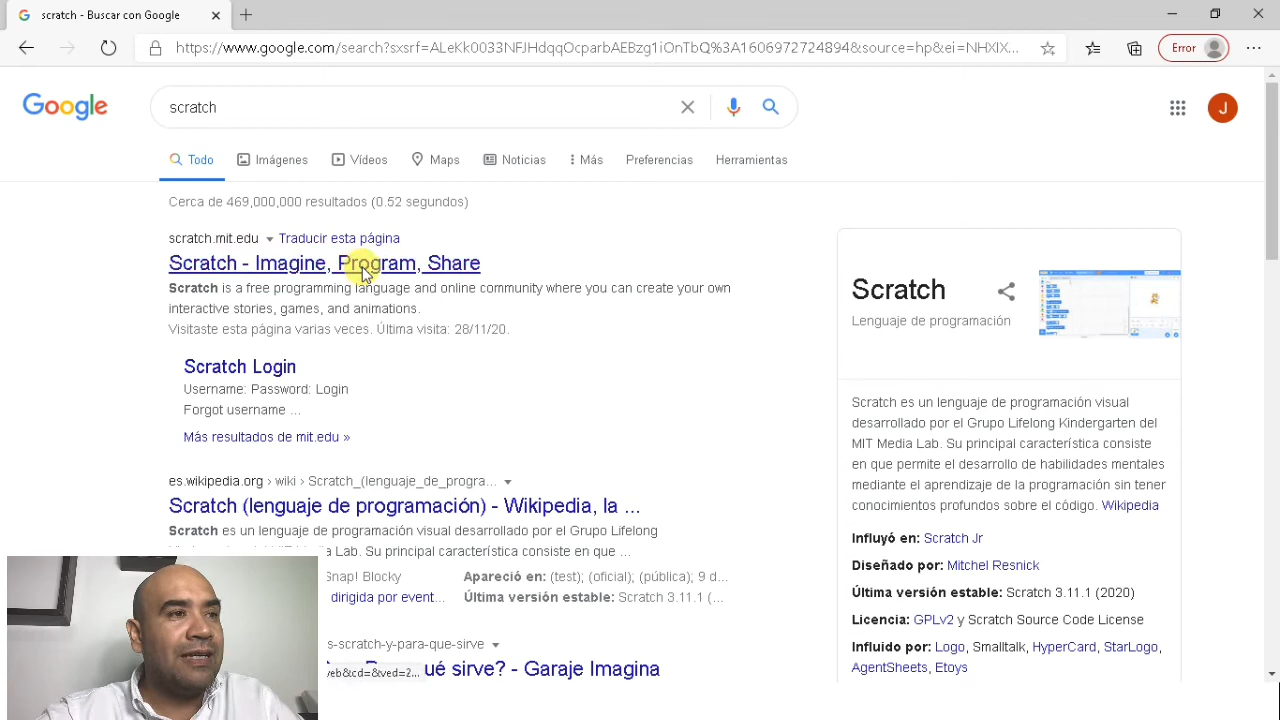 scratch - Buscar con Google
https://www.google.com/search?sxsrf=ALeKk0033NFJHdqqOcparbAEBzg1iOnTbQ%3A1606972724894&source=hp&ei=NHXIX...
Error
Google
scratch
J
Todo Imágenes Vídeos Maps Noticias Más Preferencias Herramientas
Cerca de 469,000,000 resultados (0.52 segundos)
scratch.mit.edu Traducir esta página
Scratch - Imagine, Program, Share
Scratch is a free programming language and online community where you can create your own
interactive stories, games, and animations.
Visitaste esta página varias veces. Última visita: 28/11/20.
Scratch Login
Username: Password: Login
Forgot username ...
Más resultados de mit.edu »
es.wikipedia.org › wiki › Scratch_(lenguaje_de_progra...
Scratch (lenguaje de programación) - Wikipedia, la ...
Scratch es un lenguaje de programación visual desarrollado por el Grupo Lifelong
Lab. Su principal característica consiste en que ...
Snap! Blocky Apareció en: (test); (oficial); (pública); 9 d...
dirigida por event... Última versión estable: Scratch 3.11.1 (...
s-scratch-y-para-que-sirve
qué sirve? - Garaje Imagina
veb&cd=&ved=2...
Scratch
Lenguaje de programación
Scratch es un lenguaje de programación visual
desarrollado por el Grupo Lifelong Kindergarten del
MIT Media Lab. Su principal característica consiste
en que permite el desarrollo de habilidades mentales
mediante el aprendizaje de la programación sin tener
conocimientos profundos sobre el código. Wikipedia
Influyó en: Scratch Jr
Diseñado por: Mitchel Resnick
Última versión estable: Scratch 3.11.1 (2020)
Licencia: GPLv2 y Scratch Source Code License
Influido por: Logo, Smalltalk, HyperCard, StarLogo,
AgentSheets, Etoys